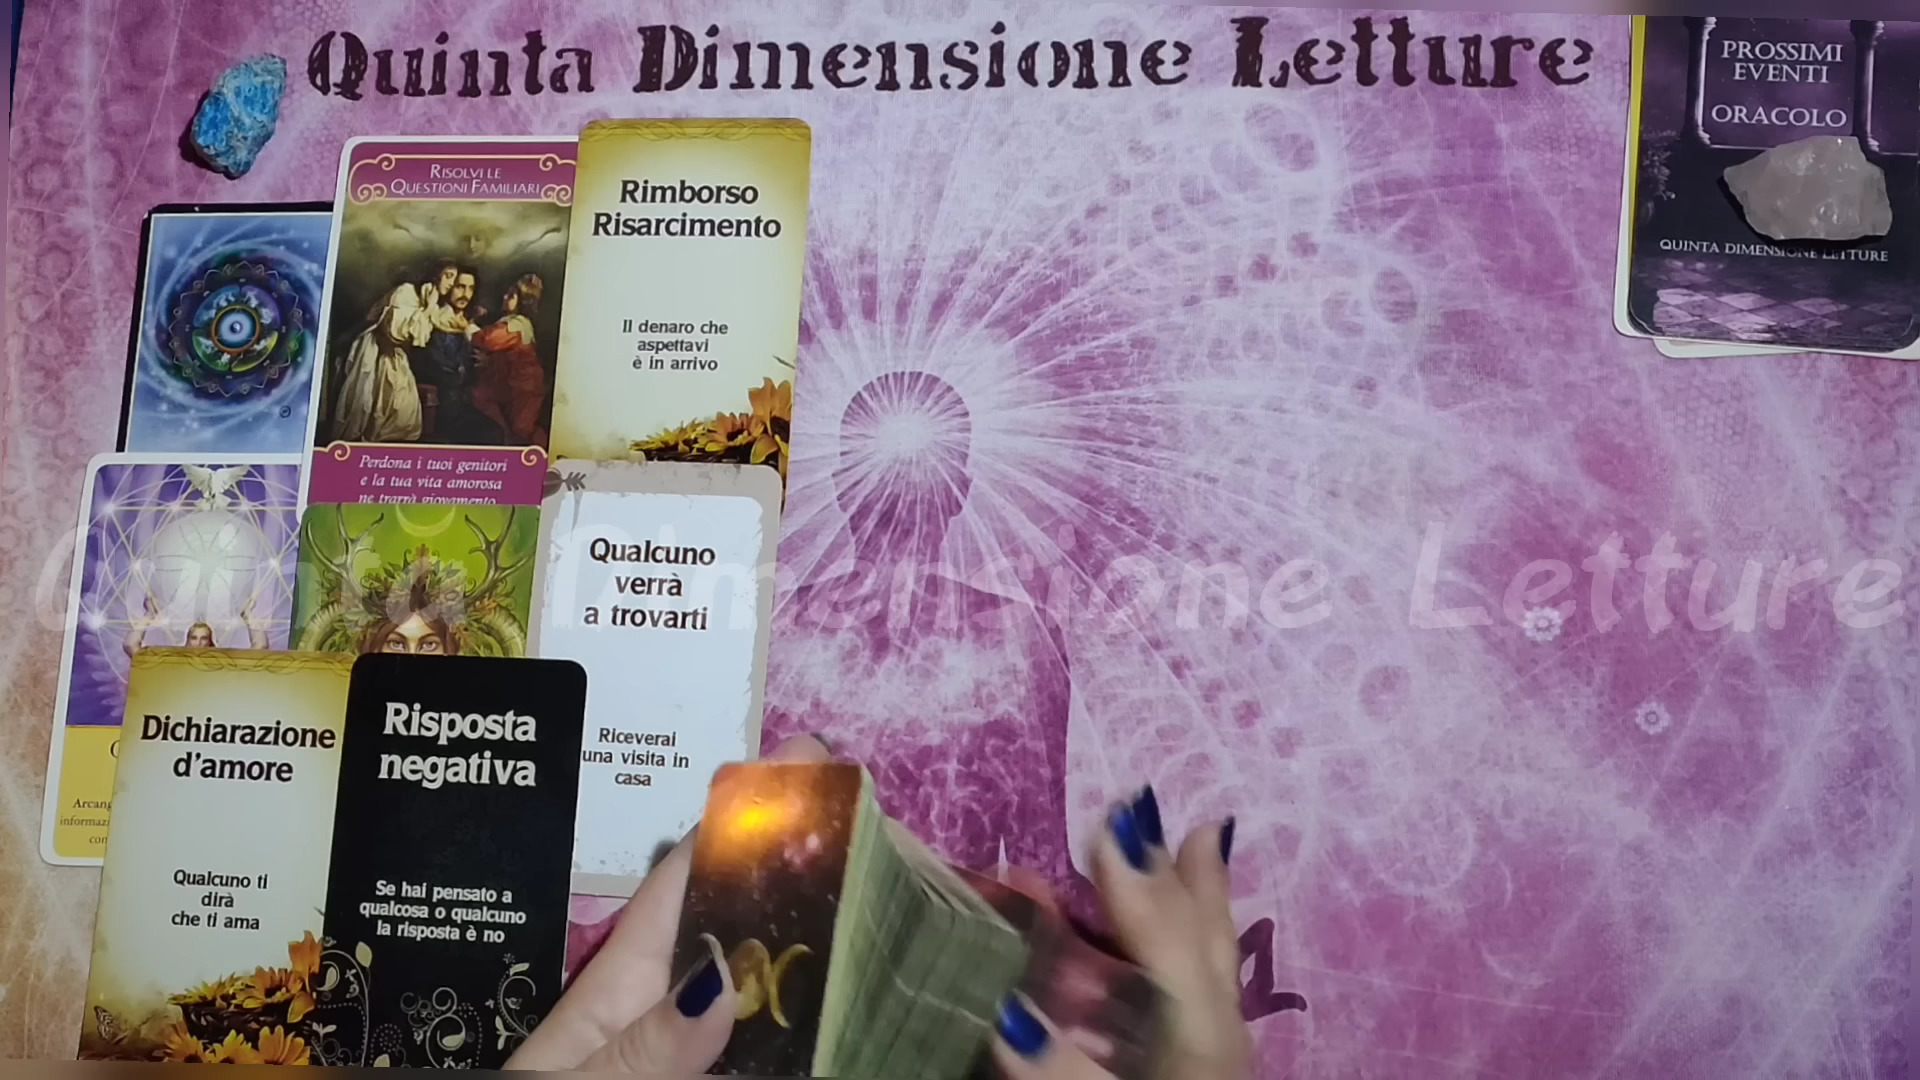 Quinta Dimensione Letture
PROSSIMI
EVENTI
ORACOLO
QUINTA DIMENSIONE LETTURE
RISOLVI LE
QUESTIONI FAMILIARI
Perdona i tuoi genitori
e la tua vita amorosa
ne trarrà giovamento
Rimborso
Risarcimento
Il denaro che
aspettavi
è in arrivo
Quinta Dimensione Letture
Qualcuno
verrà
a trovarti
Riceverai
una visita in
casa
Dichiarazione
d'amore
Qualcuno ti
dirà
che ti ama
Risposta
negativa
Se hai pensato a
qualcosa o qualcuno
la risposta è no